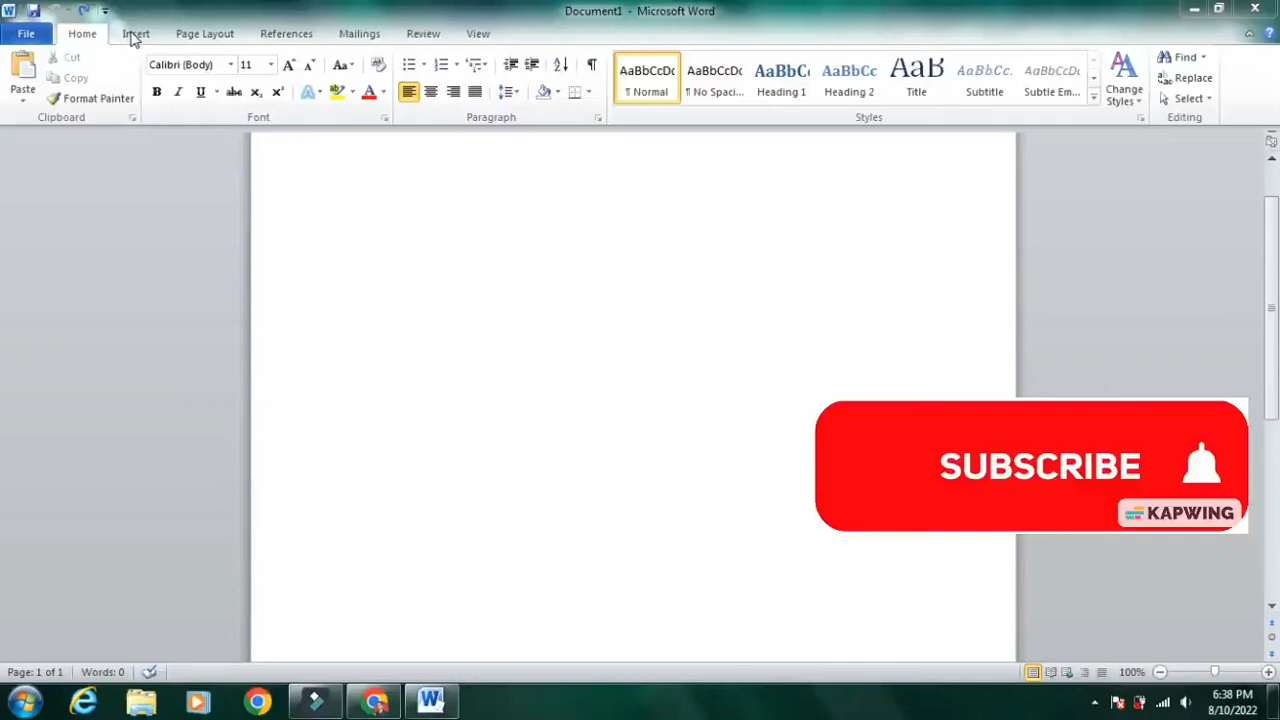 Document1 - Microsoft Word
File Home Insert Page Layout References Mailings Review View
Paste
Cut
Copy
Format Painter
Clipboard
Calibri (Body) 11
Font
Paragraph
AaBbCcDc AaBbCcDc AaBbC AaBbCc AaB AaBbCc. AaBbCcDc
¶ Normal ¶ No Spaci... Heading 1 Heading 2 Title Subtitle Subtle Em...
Styles
Change
Styles
Find
Replace
Select
Editing
SUBSCRIBE
KAPWING
Page: 1 of 1 Words: 0 100%
6:38 PM
8/10/2022